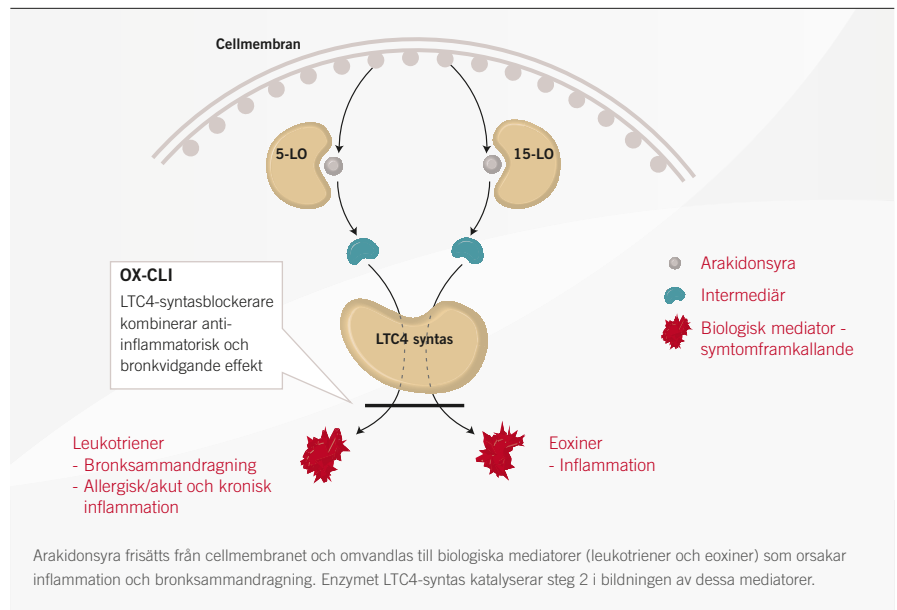 Cellmembran
5-LO
15-LO
OX-CLI
LTC4-syntasblockerare
kombinerar anti-
inflammatorisk och
bronkvidgande effekt
LTC4 syntas
Arakidonsyra
Intermediär
Biologisk mediator -
symtomframkallande
Leukotriener
- Bronksammandragning
- Allergisk/akut och kronisk
inflammation
Eoxiner
- Inflammation
Arakidonsyra frisätts från cellmembranet och omvandlas till biologiska mediatorer (leukotriener och eoxiner) som orsakar
inflammation och bronksammandragning. Enzymet LTC4-syntas katalyserar steg 2 i bildningen av dessa mediatorer.